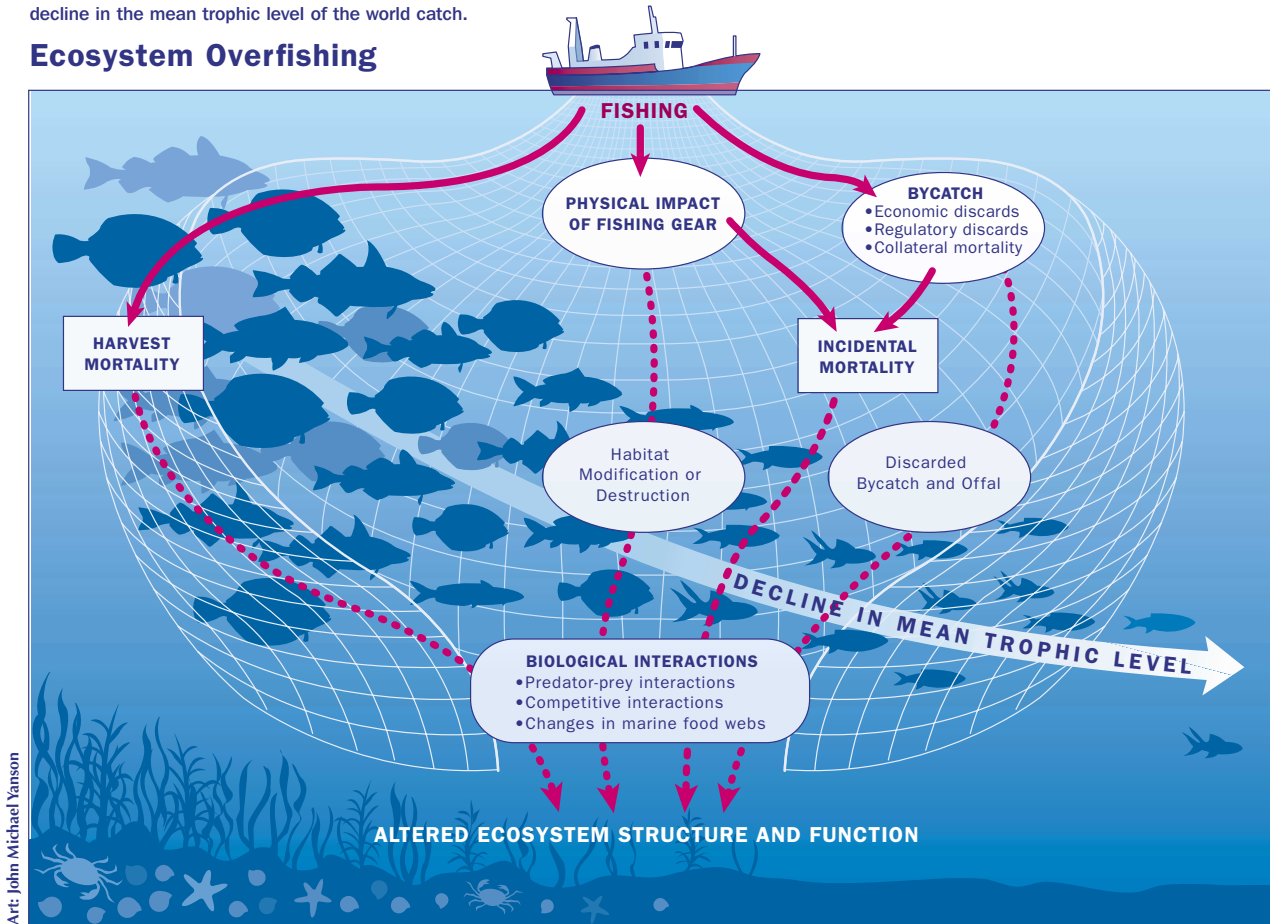 decline in the mean trophic level of the world catch.
Ecosystem Overfishing
FISHING
PHYSICAL IMPACT
OF FISHING GEAR
BYCATCH
•Economic discards
•Regulatory discards
•Collateral mortality
HARVEST
MORTALITY
INCIDENTAL
MORTALITY
Habitat
Modification or
Destruction
Discarded
Bycatch and Offal
DECLINE IN MEAN TROPHIC LEVEL
BIOLOGICAL INTERACTIONS
•Predator-prey interactions
•Competitive interactions
•Changes in marine food webs
ALTERED ECOSYSTEM STRUCTURE AND FUNCTION
Art: John Michael Yanson